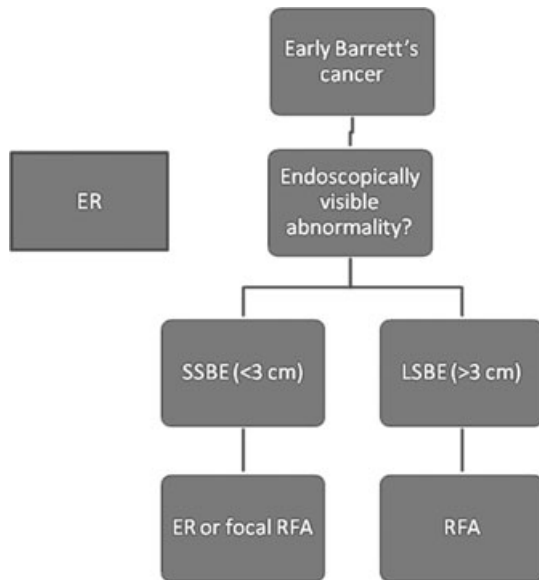 Early Barrett's
cancer
ER
Endoscopically
visible
abnormality?
SSBE (<3 cm)
LSBE (>3 cm)
ER or focal RFA
RFA